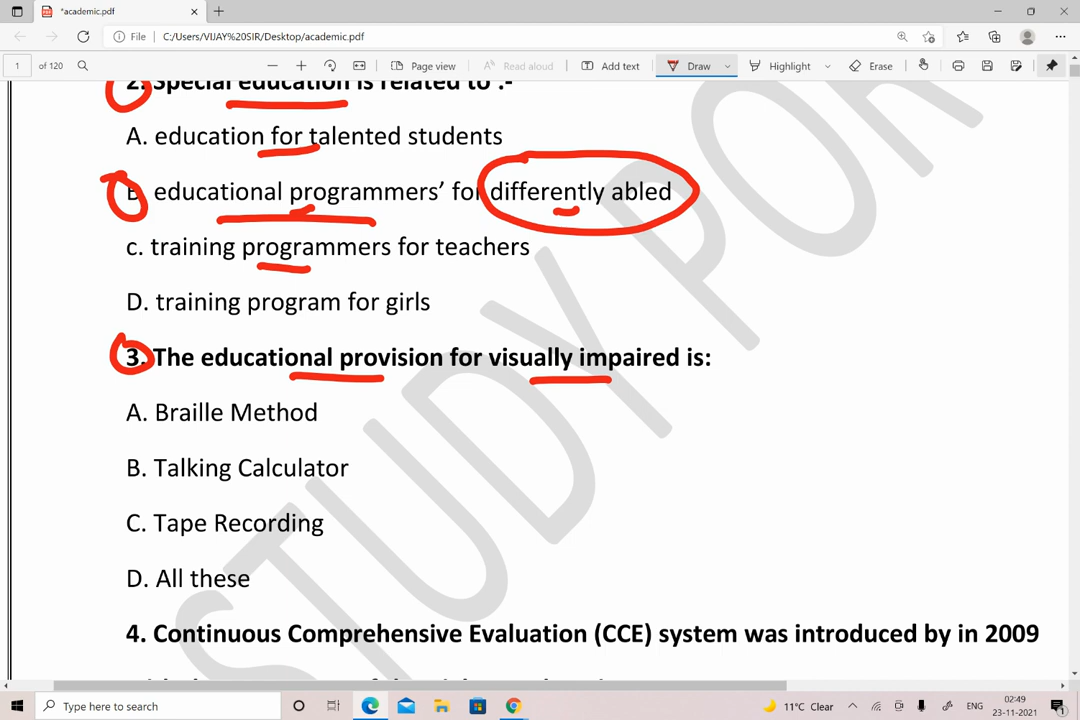 *academic.pdf
File C:/Users/VIJAY%20SIR/Desktop/academic.pdf
1 of 120 Page view Read aloud Add text Draw Highlight Erase
2. Special education is related to :-
A. education for talented students
B. educational programmers’ for differently abled
c. training programmers for teachers
D. training program for girls
3. The educational provision for visually impaired is:
A. Braille Method
B. Talking Calculator
C. Tape Recording
D. All these
4. Continuous Comprehensive Evaluation (CCE) system was introduced by in 2009
STUDY POR
Type here to search 11°C Clear ENG 02:49
23-11-2021